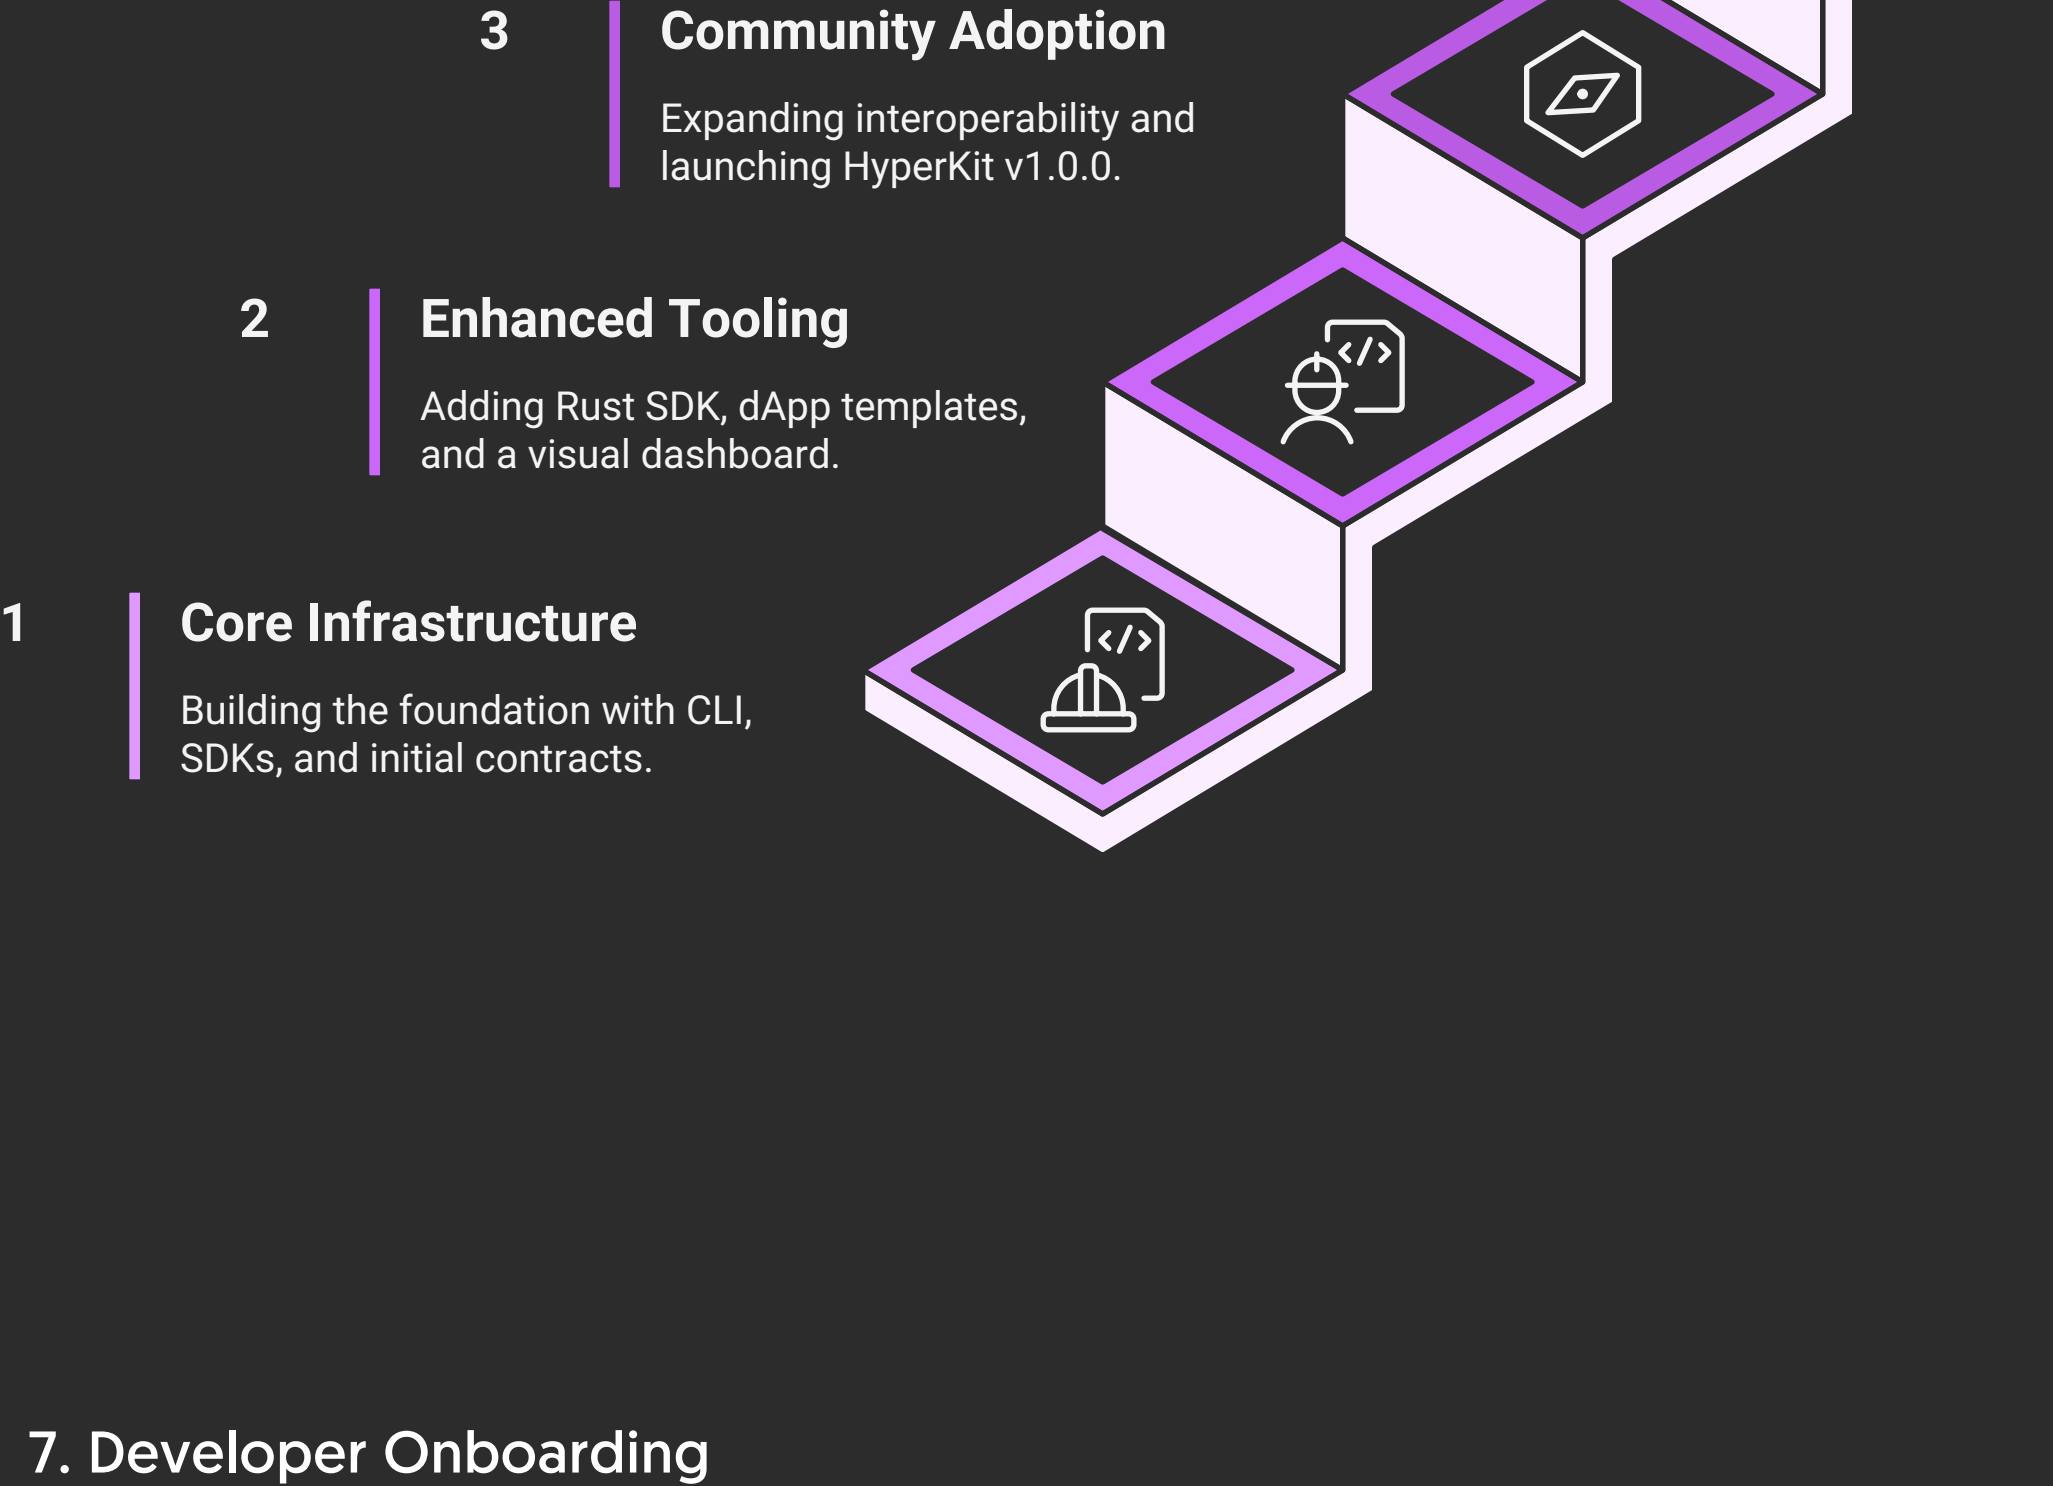 3
Community Adoption
Expanding interoperability and
launching HyperKit v1.0.0.
2
Enhanced Tooling
Adding Rust SDK, dApp templates,
and a visual dashboard.
1
Core Infrastructure
Building the foundation with CLI,
SDKs, and initial contracts.
</>
</>
7. Developer Onboarding